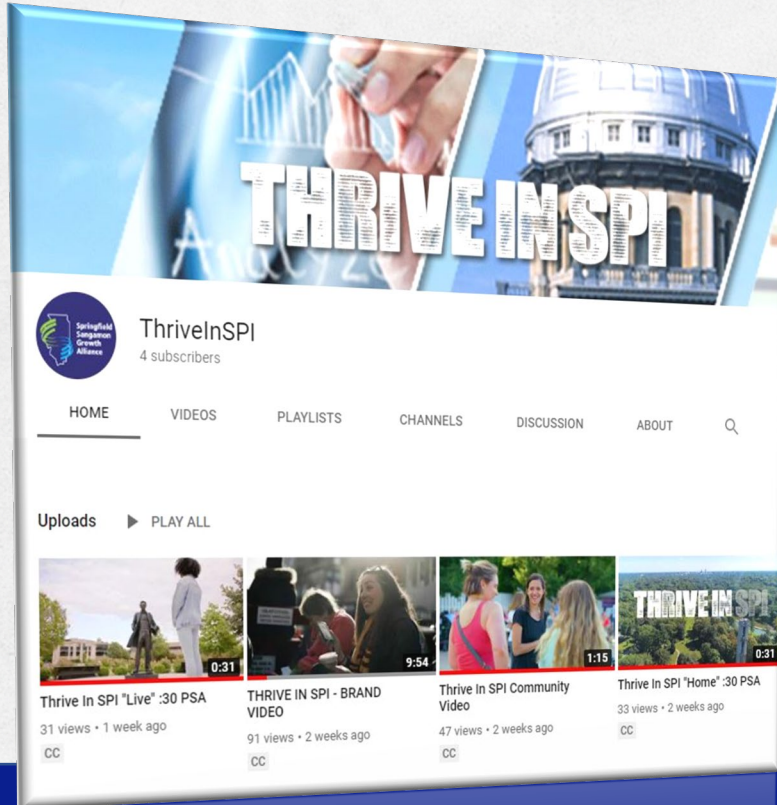 Analyze
THRIVE IN SPI
Springfield
Sangamon
Growth
Alliance
ThriveInSPI
4 subscribers
HOME VIDEOS PLAYLISTS CHANNELS DISCUSSION ABOUT
Uploads PLAY ALL
0:31 9:54 1:15 THRIVE IN SPI 0:31
Thrive In SPI "Live" :30 PSA
31 views • 1 week ago
CC
THRIVE IN SPI - BRAND
VIDEO
91 views • 2 weeks ago
CC
Thrive In SPI Community
Video
47 views • 2 weeks ago
CC
Thrive In SPI "Home" :30 PSA
33 views • 2 weeks ago
CC